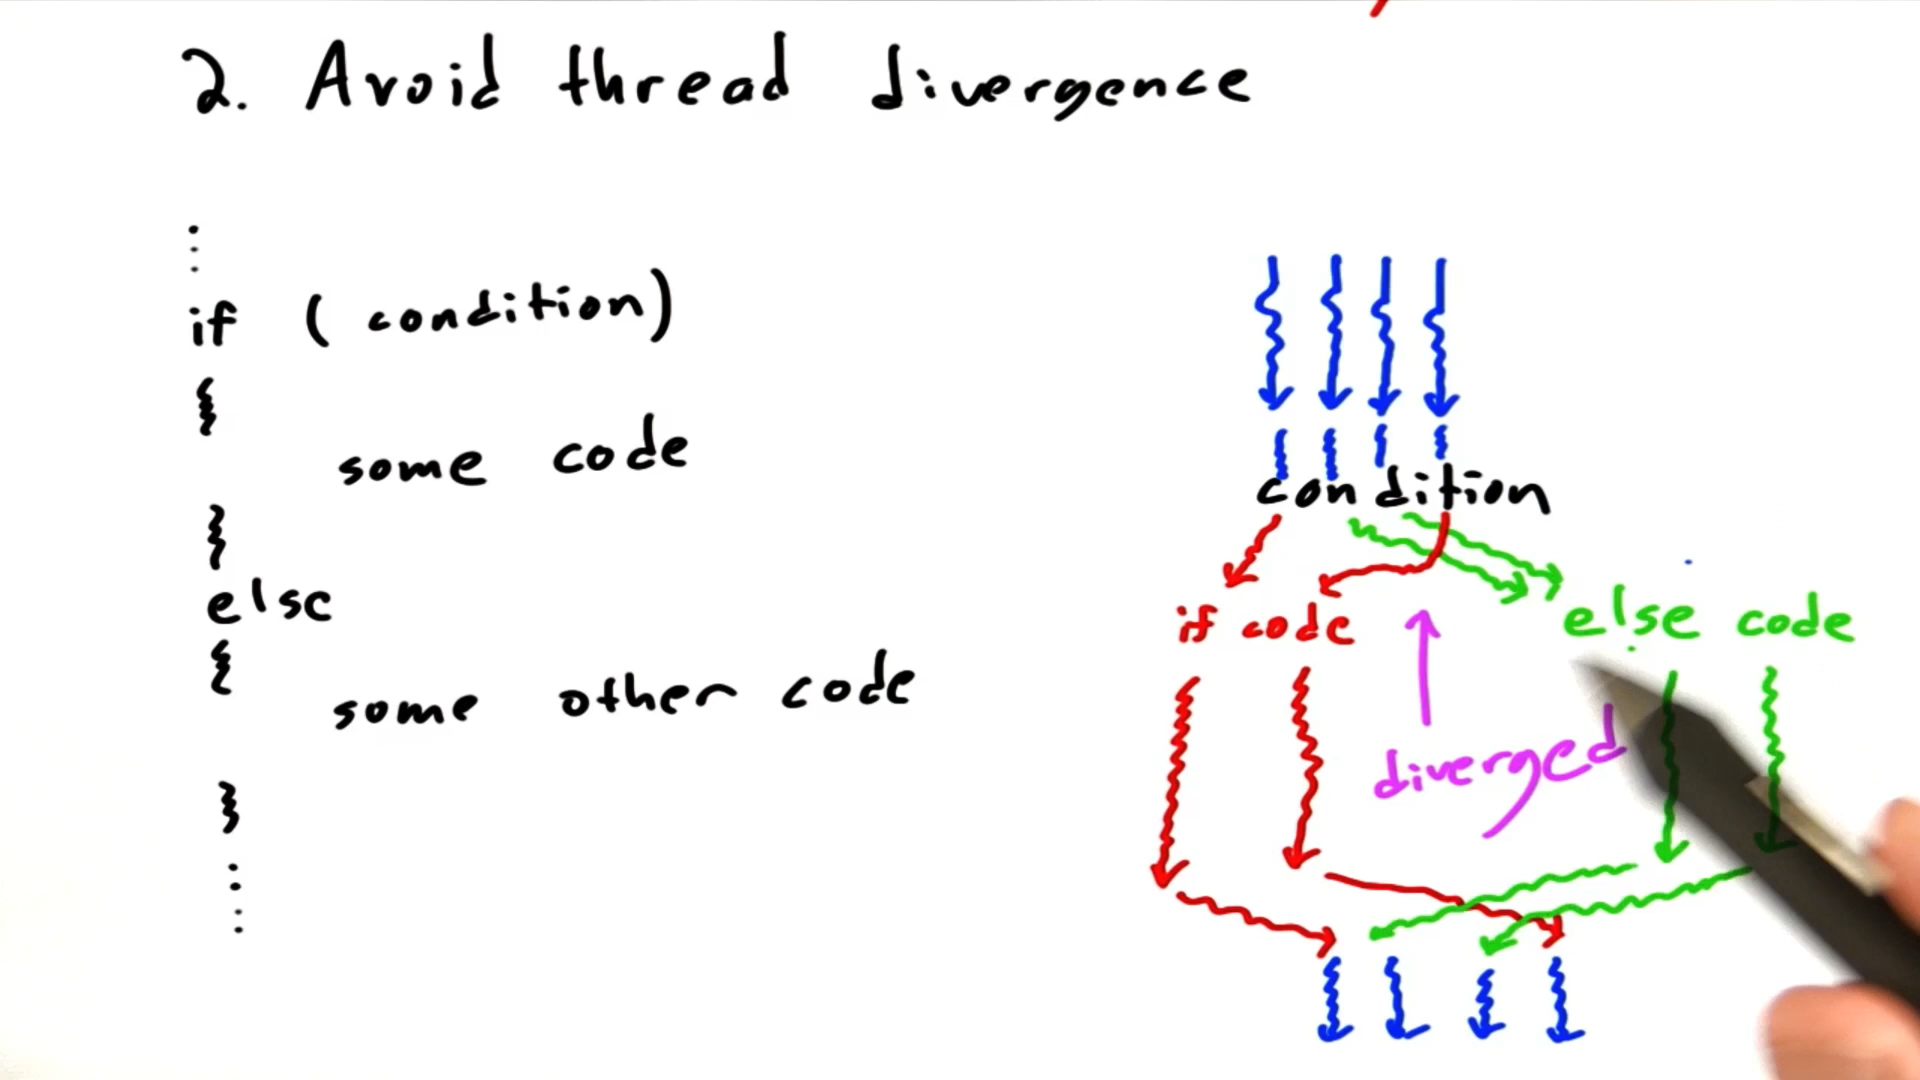 2. Avoid thread divergence
⋮
if (condition)
{
some code
}
else
{
some other code
}
⋮
condition
if code
else code
diverged